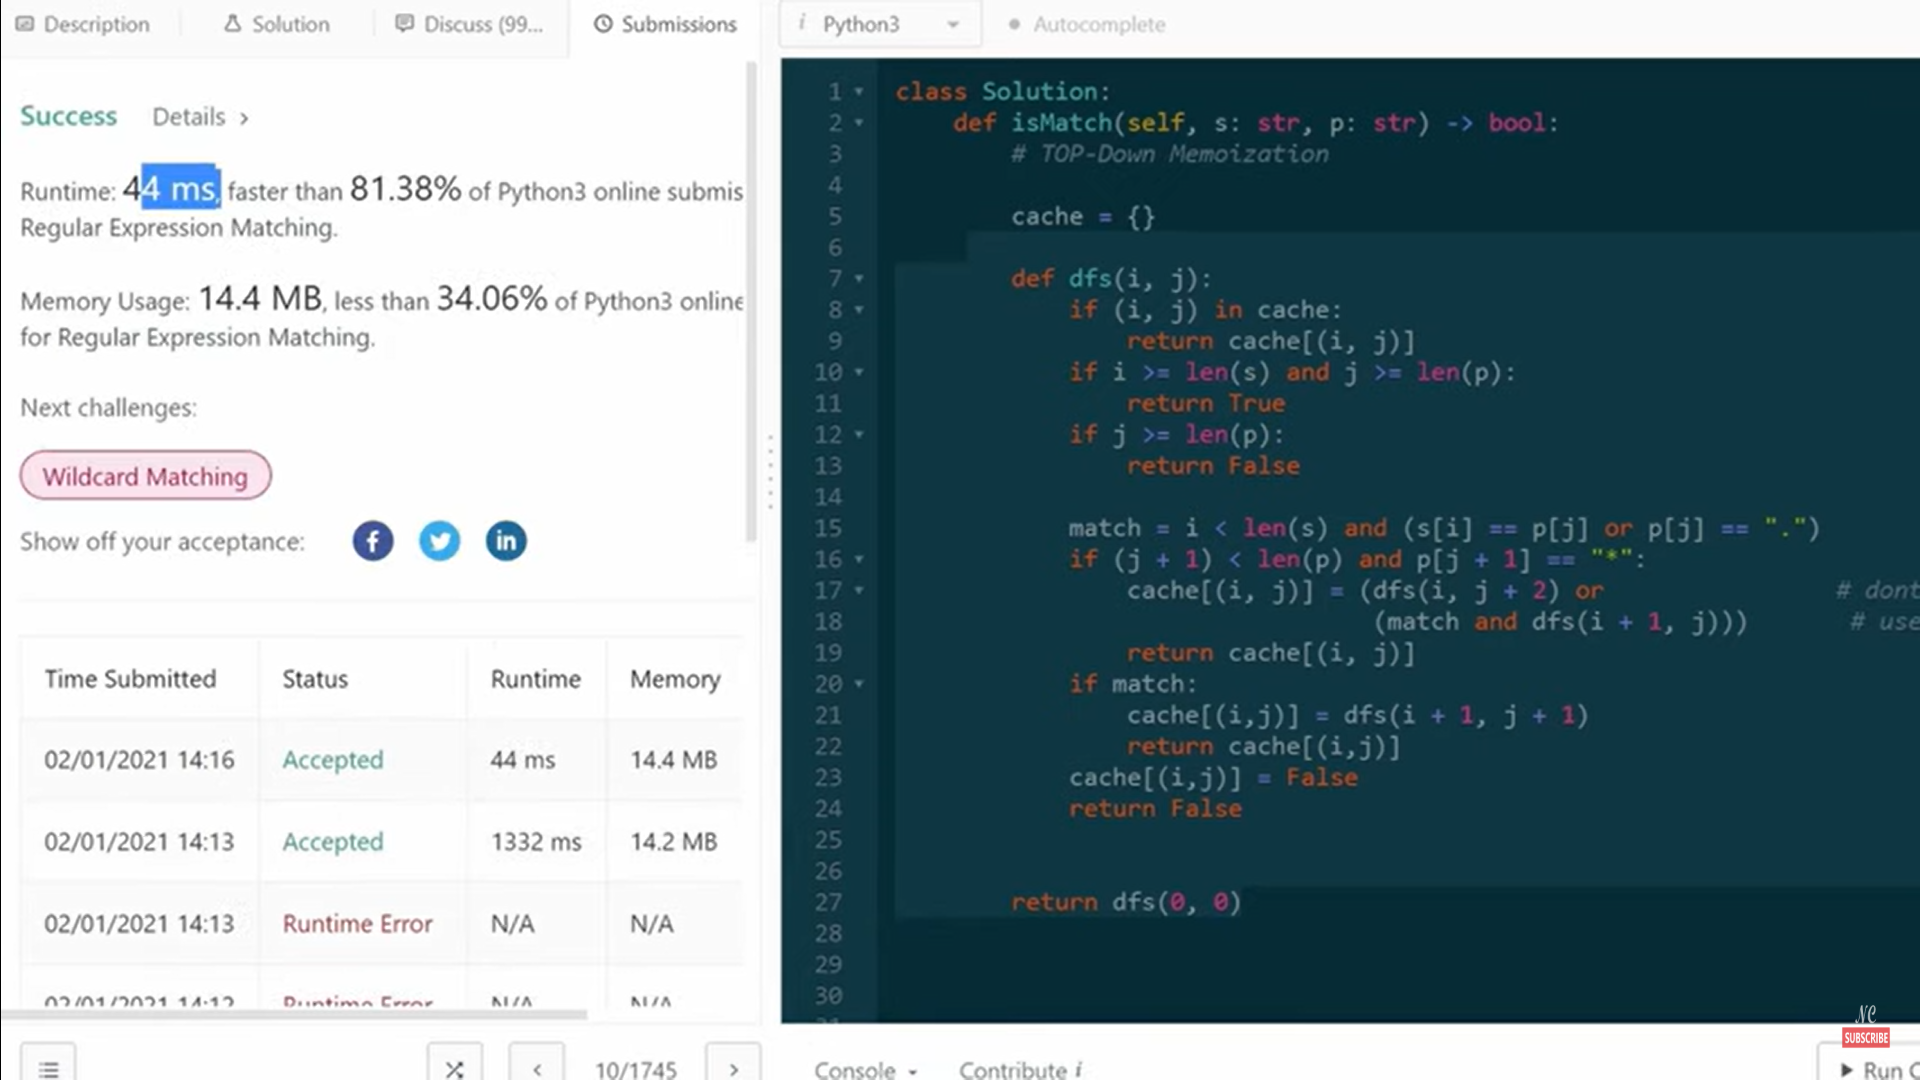 Description
Solution
Discuss (99...
Submissions
Success Details >
Runtime: 44 ms, faster than 81.38% of Python3 online submis
Regular Expression Matching.
Memory Usage: 14.4 MB, less than 34.06% of Python3 online
for Regular Expression Matching.
Next challenges:
Wildcard Matching
Show off your acceptance:
Time Submitted Status Runtime Memory
02/01/2021 14:16 Accepted 44 ms 14.4 MB
02/01/2021 14:13 Accepted 1332 ms 14.2 MB
02/01/2021 14:13 Runtime Error N/A N/A
02/01/2021 14:12 Runtime Error N/A N/A
10/1745
i Python3
Autocomplete
1 class Solution:
2 def isMatch(self, s: str, p: str) -> bool:
3 # TOP-Down Memoization
4
5 cache = {}
6
7 def dfs(i, j):
8 if (i, j) in cache:
9 return cache[(i, j)]
10 if i >= len(s) and j >= len(p):
11 return True
12 if j >= len(p):
13 return False
14
15 match = i < len(s) and (s[i] == p[j] or p[j] == ".")
16 if (j + 1) < len(p) and p[j + 1] == "*":
17 cache[(i, j)] = (dfs(i, j + 2) or # dont
18 (match and dfs(i + 1, j))) # use
19 return cache[(i, j)]
20 if match:
21 cache[(i,j)] = dfs(i + 1, j + 1)
22 return cache[(i,j)]
23 cache[(i,j)] = False
24 return False
25
26
27 return dfs(0, 0)
28
29
30
NC
SUBSCRIBE
Console
Contribute i
Run C